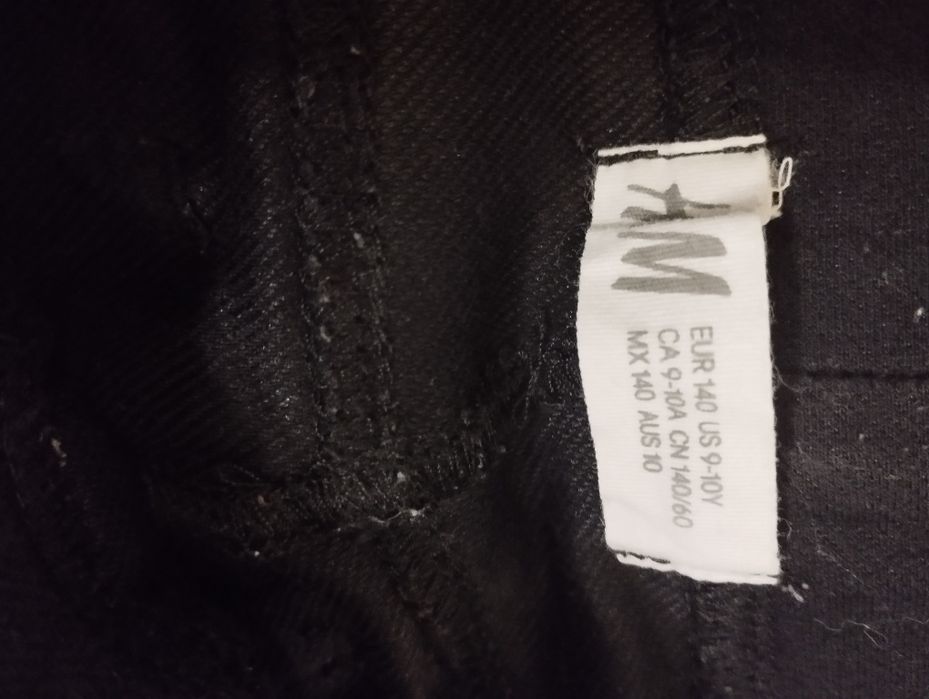 H&M
EUR 140 US 9-10Y
CA 9-10A CN 140/60
MX 140 AUS 10